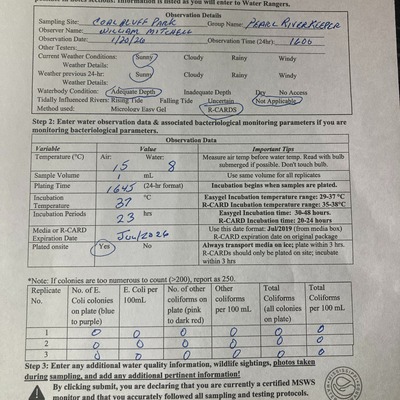 position in notes section. Information is listed as you will enter to Water Rangers.
Observation Details
Sampling Site: COAL BLUFF PARK Group Name: PEARL RIVERKEEPER
Observer Name: WILLIAM MITCHELL
Observation Date: 1/20/26 Observation Time (24hr): 1600
Other Testers:
Current Weather Conditions: Sunny Cloudy Rainy Windy
Weather Details:
Weather previous 24-hr: Sunny Cloudy Rainy Windy
Weather Details:
Waterbody Condition: Adequate Depth Inadequate Depth Dry No Access
Tidally Influenced Rivers: Rising Tide Falling Tide Uncertain Not Applicable
Method used: Micrology Easy Gel R-CARDS
Step 2: Enter water observation data & associated bacteriological monitoring parameters if you are
monitoring bacteriological parameters.
Observation Data
Variable Value Important Tips
Temperature (°C) Air: 15 Water: 8 Measure air temp before water temp. Read with bulb
submerged if possible. Don't touch bulb.
Sample Volume 1 mL Use same volume for all replicates
Plating Time 1645 (24-hr format) Incubation begins when samples are plated.
Incubation Temperature 37 °C Easygel Incubation temperature range: 29-37 °C
R-CARD Incubation temperature range: 35-38°C
Incubation Periods 23 hrs Easygel Incubation time: 30-48 hours.
R-CARD Incubation time: 20-24 hours
Media or R-CARD Expiration Date JUL/2026 Use this date format: Jul/2019 (from media box)
R-CARD expiration date on original package
Plated onsite Yes No Always transport media on ice; plate within 3 hrs.
R-CARDs should only be plated on site; incubate
within 3 hrs
*Note: If colonies are too numerous to count (>200), report as 250.
Replicate No. No. of E. Coli colonies on plate (blue to purple) E. Coli per 100mL No. of other coliforms on plate (pink to dark red) Other coliforms per 100 mL Total Coliforms (all colonies on plate) Total Coliforms per 100 mL
1 0 0 0 0 0 0
2 0 0 0 0 0 0
3 0 0 0 0 0 0
Step 3: Enter any additional water quality information, wildlife sightings, photos taken
during sampling, and add any additional pertinent information!
By clicking submit, you are declaring that you are currently a certified MSWS
monitor and that you accurately followed all sampling and testing protocols.